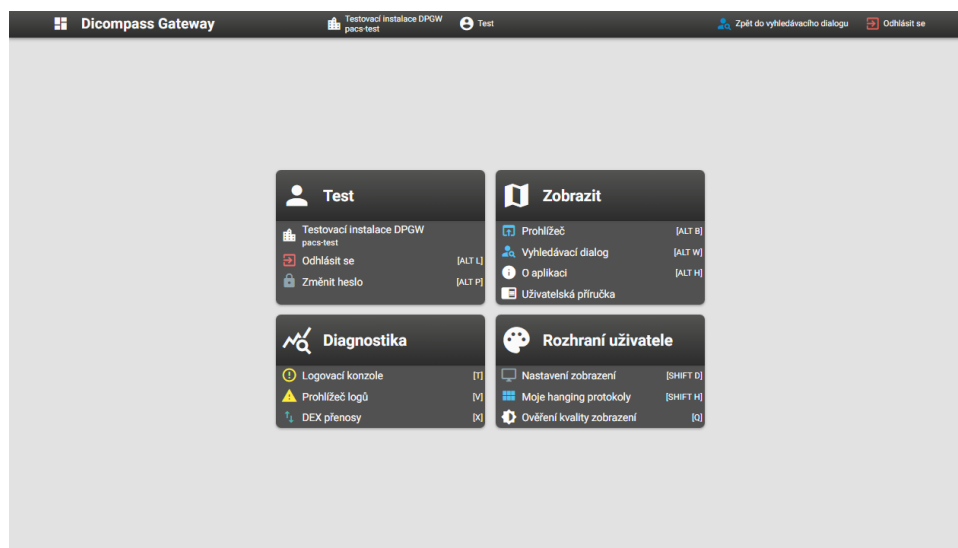 Dicompass Gateway
Testovací instalace DPGW
pacs-test
Test
Zpět do vyhledávacího dialogu
Odhlásit se
Test
Testovací instalace DPGW
pacs-test
Odhlásit se [ALT L]
Změnit heslo [ALT P]
Zobrazit
Prohlížeč [ALT B]
Vyhledávací dialog [ALT W]
O aplikaci [ALT H]
Uživatelská příručka
Diagnostika
Logovací konzole [T]
Prohlížeč logů [V]
DEX přenosy [X]
Rozhraní uživatele
Nastavení zobrazení [SHIFT D]
Moje hanging protokoly [SHIFT H]
Ověření kvality zobrazení [Q]